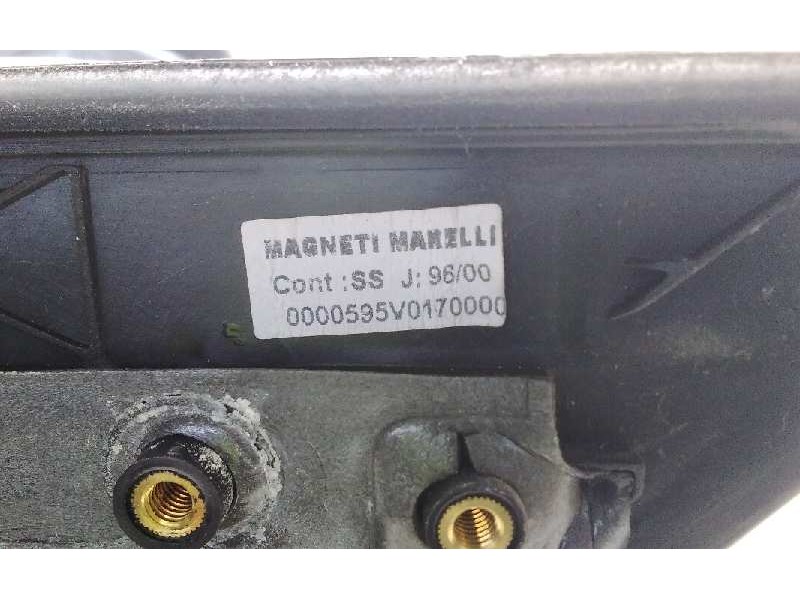 MAGNETI MARELLI
Cont :SS J: 96/00
0000595V0170000